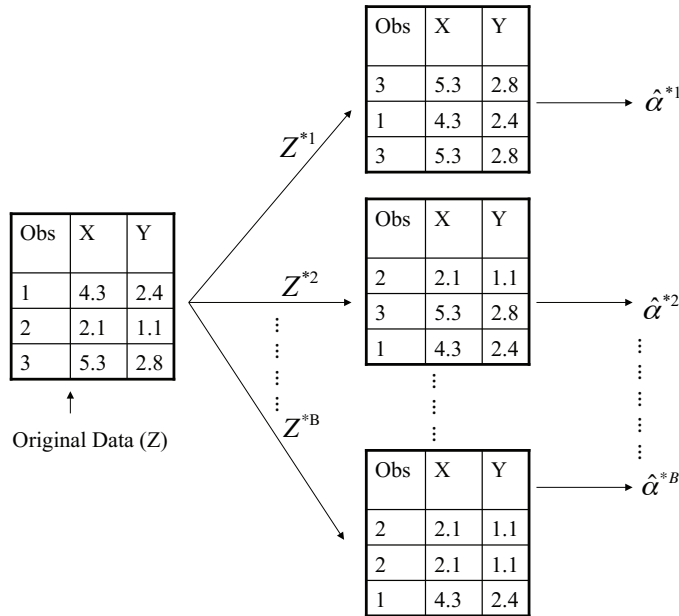 Obs X Y
1 4.3 2.4
2 2.1 1.1
3 5.3 2.8
Original Data (Z)
Z*1
Obs X Y
3 5.3 2.8
1 4.3 2.4
3 5.3 2.8
α̂*1
Z*2
Obs X Y
2 2.1 1.1
3 5.3 2.8
1 4.3 2.4
α̂*2
Z*B
Obs X Y
2 2.1 1.1
2 2.1 1.1
1 4.3 2.4
α̂*B